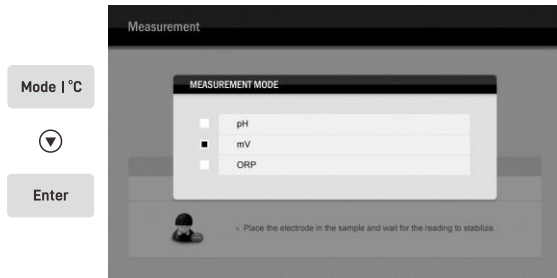 Measurement
Mode | °C
MEASUREMENT MODE
pH
mV
ORP
Enter
Place the electrode in the sample and wait for the reading to stabilize.